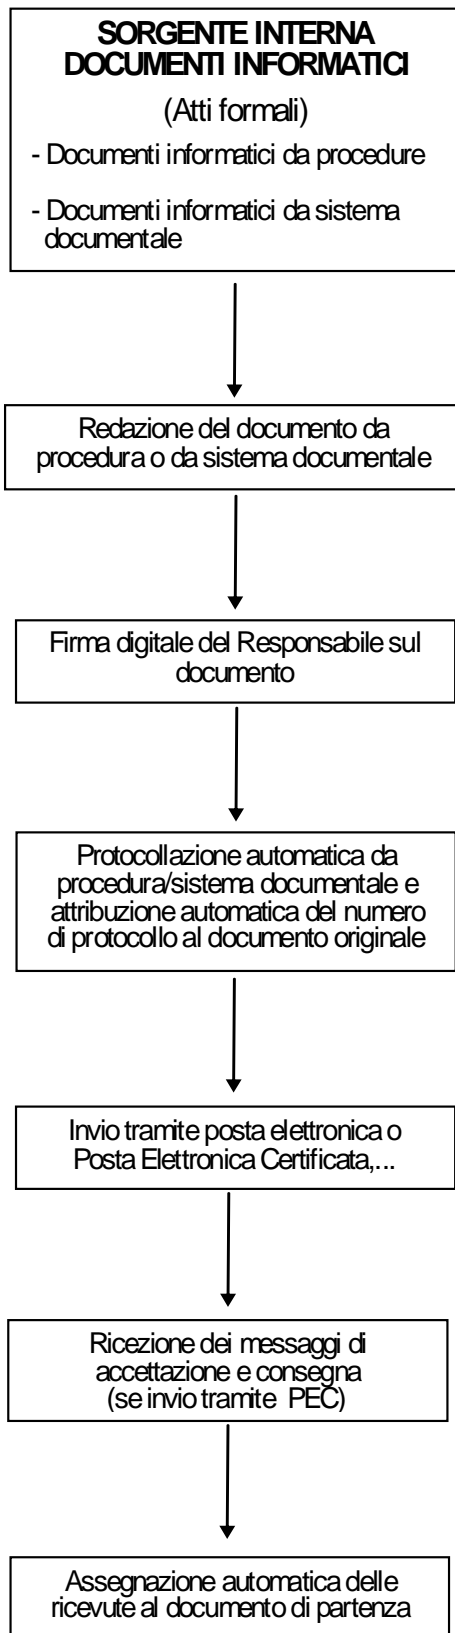 SORGENTE INTERNA
DOCUMENTI INFORMATICI
(Atti formali)
- Documenti informatici da procedure
- Documenti informatici da sistema
documentale
Redazione del documento da
procedura o da sistema documentale
Firma digitale del Responsabile sul
documento
Protocollazione automatica da
procedura/sistema documentale e
attribuzione automatica del numero
di protocollo al documento originale
Invio tramite posta elettronica o
Posta Elettronica Certificata,...
Ricezione dei messaggi di
accettazione e consegna
(se invio tramite PEC)
Assegnazione automatica delle
ricevute al documento di partenza